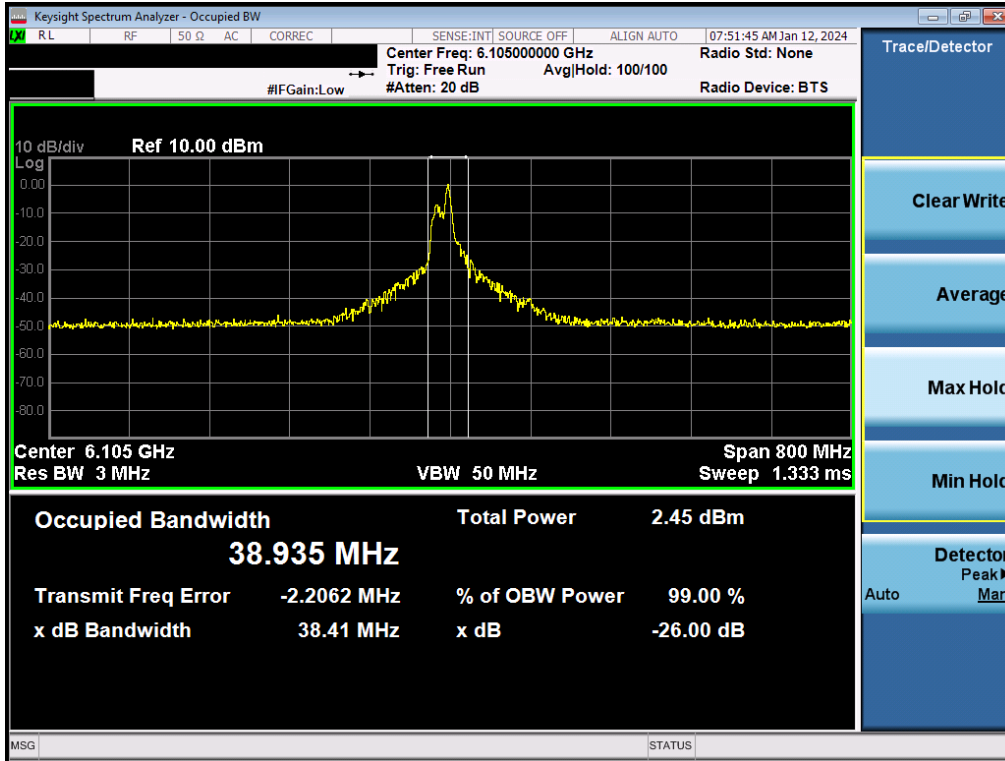 Keysight Spectrum Analyzer - Occupied BW
LXI RL RF 50 Ω AC CORREC SENSE:INT SOURCE OFF ALIGN AUTO 07:51:45 AM Jan 12, 2024
Center Freq: 6.105000000 GHz Radio Std: None
Trig: Free Run Avg|Hold: 100/100
#IFGain:Low #Atten: 20 dB Radio Device: BTS
10 dB/div Ref 10.00 dBm
Log
0.00
-10.0
-20.0
-30.0
-40.0
-50.0
-60.0
-70.0
-80.0
Center 6.105 GHz Span 800 MHz
Res BW 3 MHz VBW 50 MHz Sweep 1.333 ms
Occupied Bandwidth Total Power 2.45 dBm
38.935 MHz
Transmit Freq Error -2.2062 MHz % of OBW Power 99.00 %
x dB Bandwidth 38.41 MHz x dB -26.00 dB
MSG STATUS
Trace/Detector
Clear Write
Average
Max Hold
Min Hold
Detector
Peak▶
Auto Man